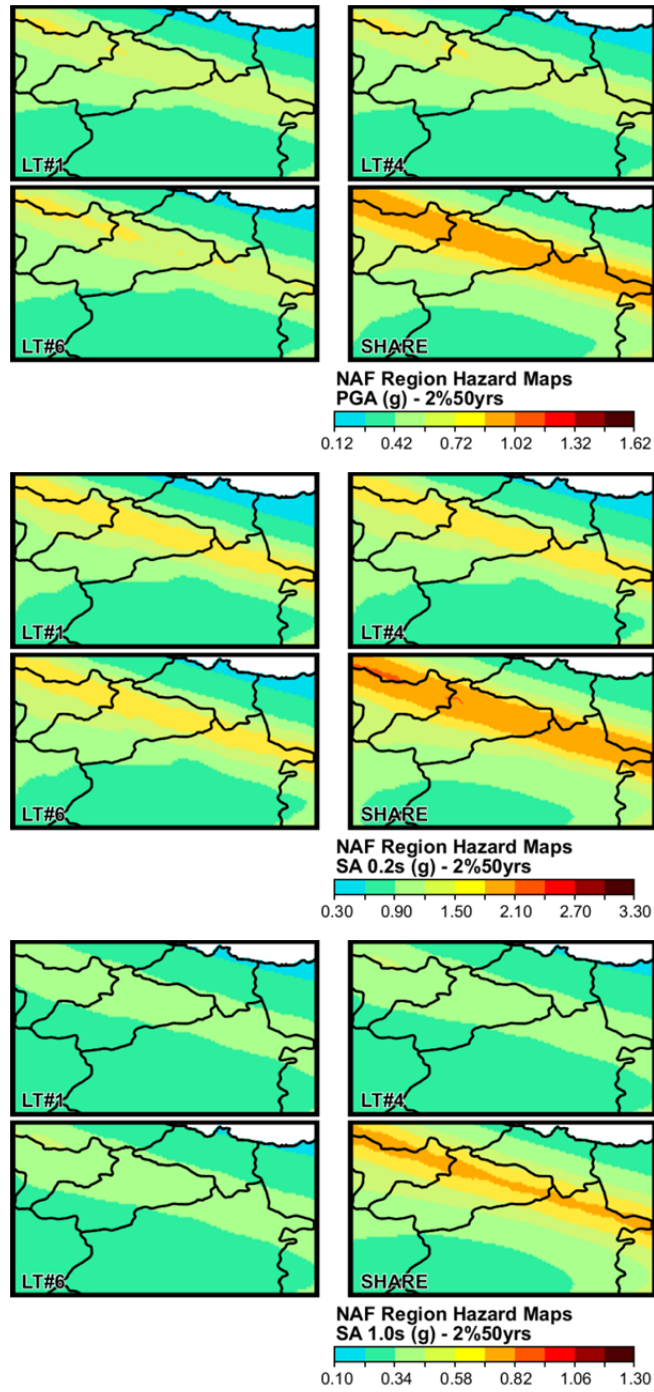 LT#1
LT#4
LT#6
SHARE
NAF Region Hazard Maps
PGA (g) - 2%50yrs
0.12 0.42 0.72 1.02 1.32 1.62
LT#1
LT#4
LT#6
SHARE
NAF Region Hazard Maps
SA 0.2s (g) - 2%50yrs
0.30 0.90 1.50 2.10 2.70 3.30
LT#1
LT#4
LT#6
SHARE
NAF Region Hazard Maps
SA 1.0s (g) - 2%50yrs
0.10 0.34 0.58 0.82 1.06 1.30